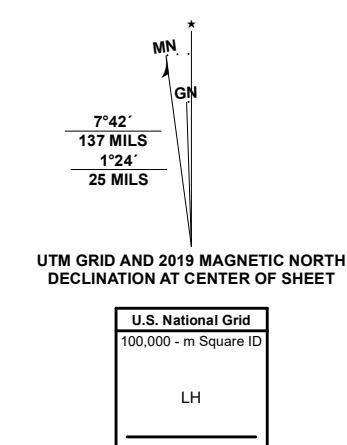 ★
MN
GN
7°42´
137 MILS
1°24´
25 MILS
UTM GRID AND 2019 MAGNETIC NORTH
DECLINATION AT CENTER OF SHEET
U.S. National Grid
100,000 - m Square ID
LH